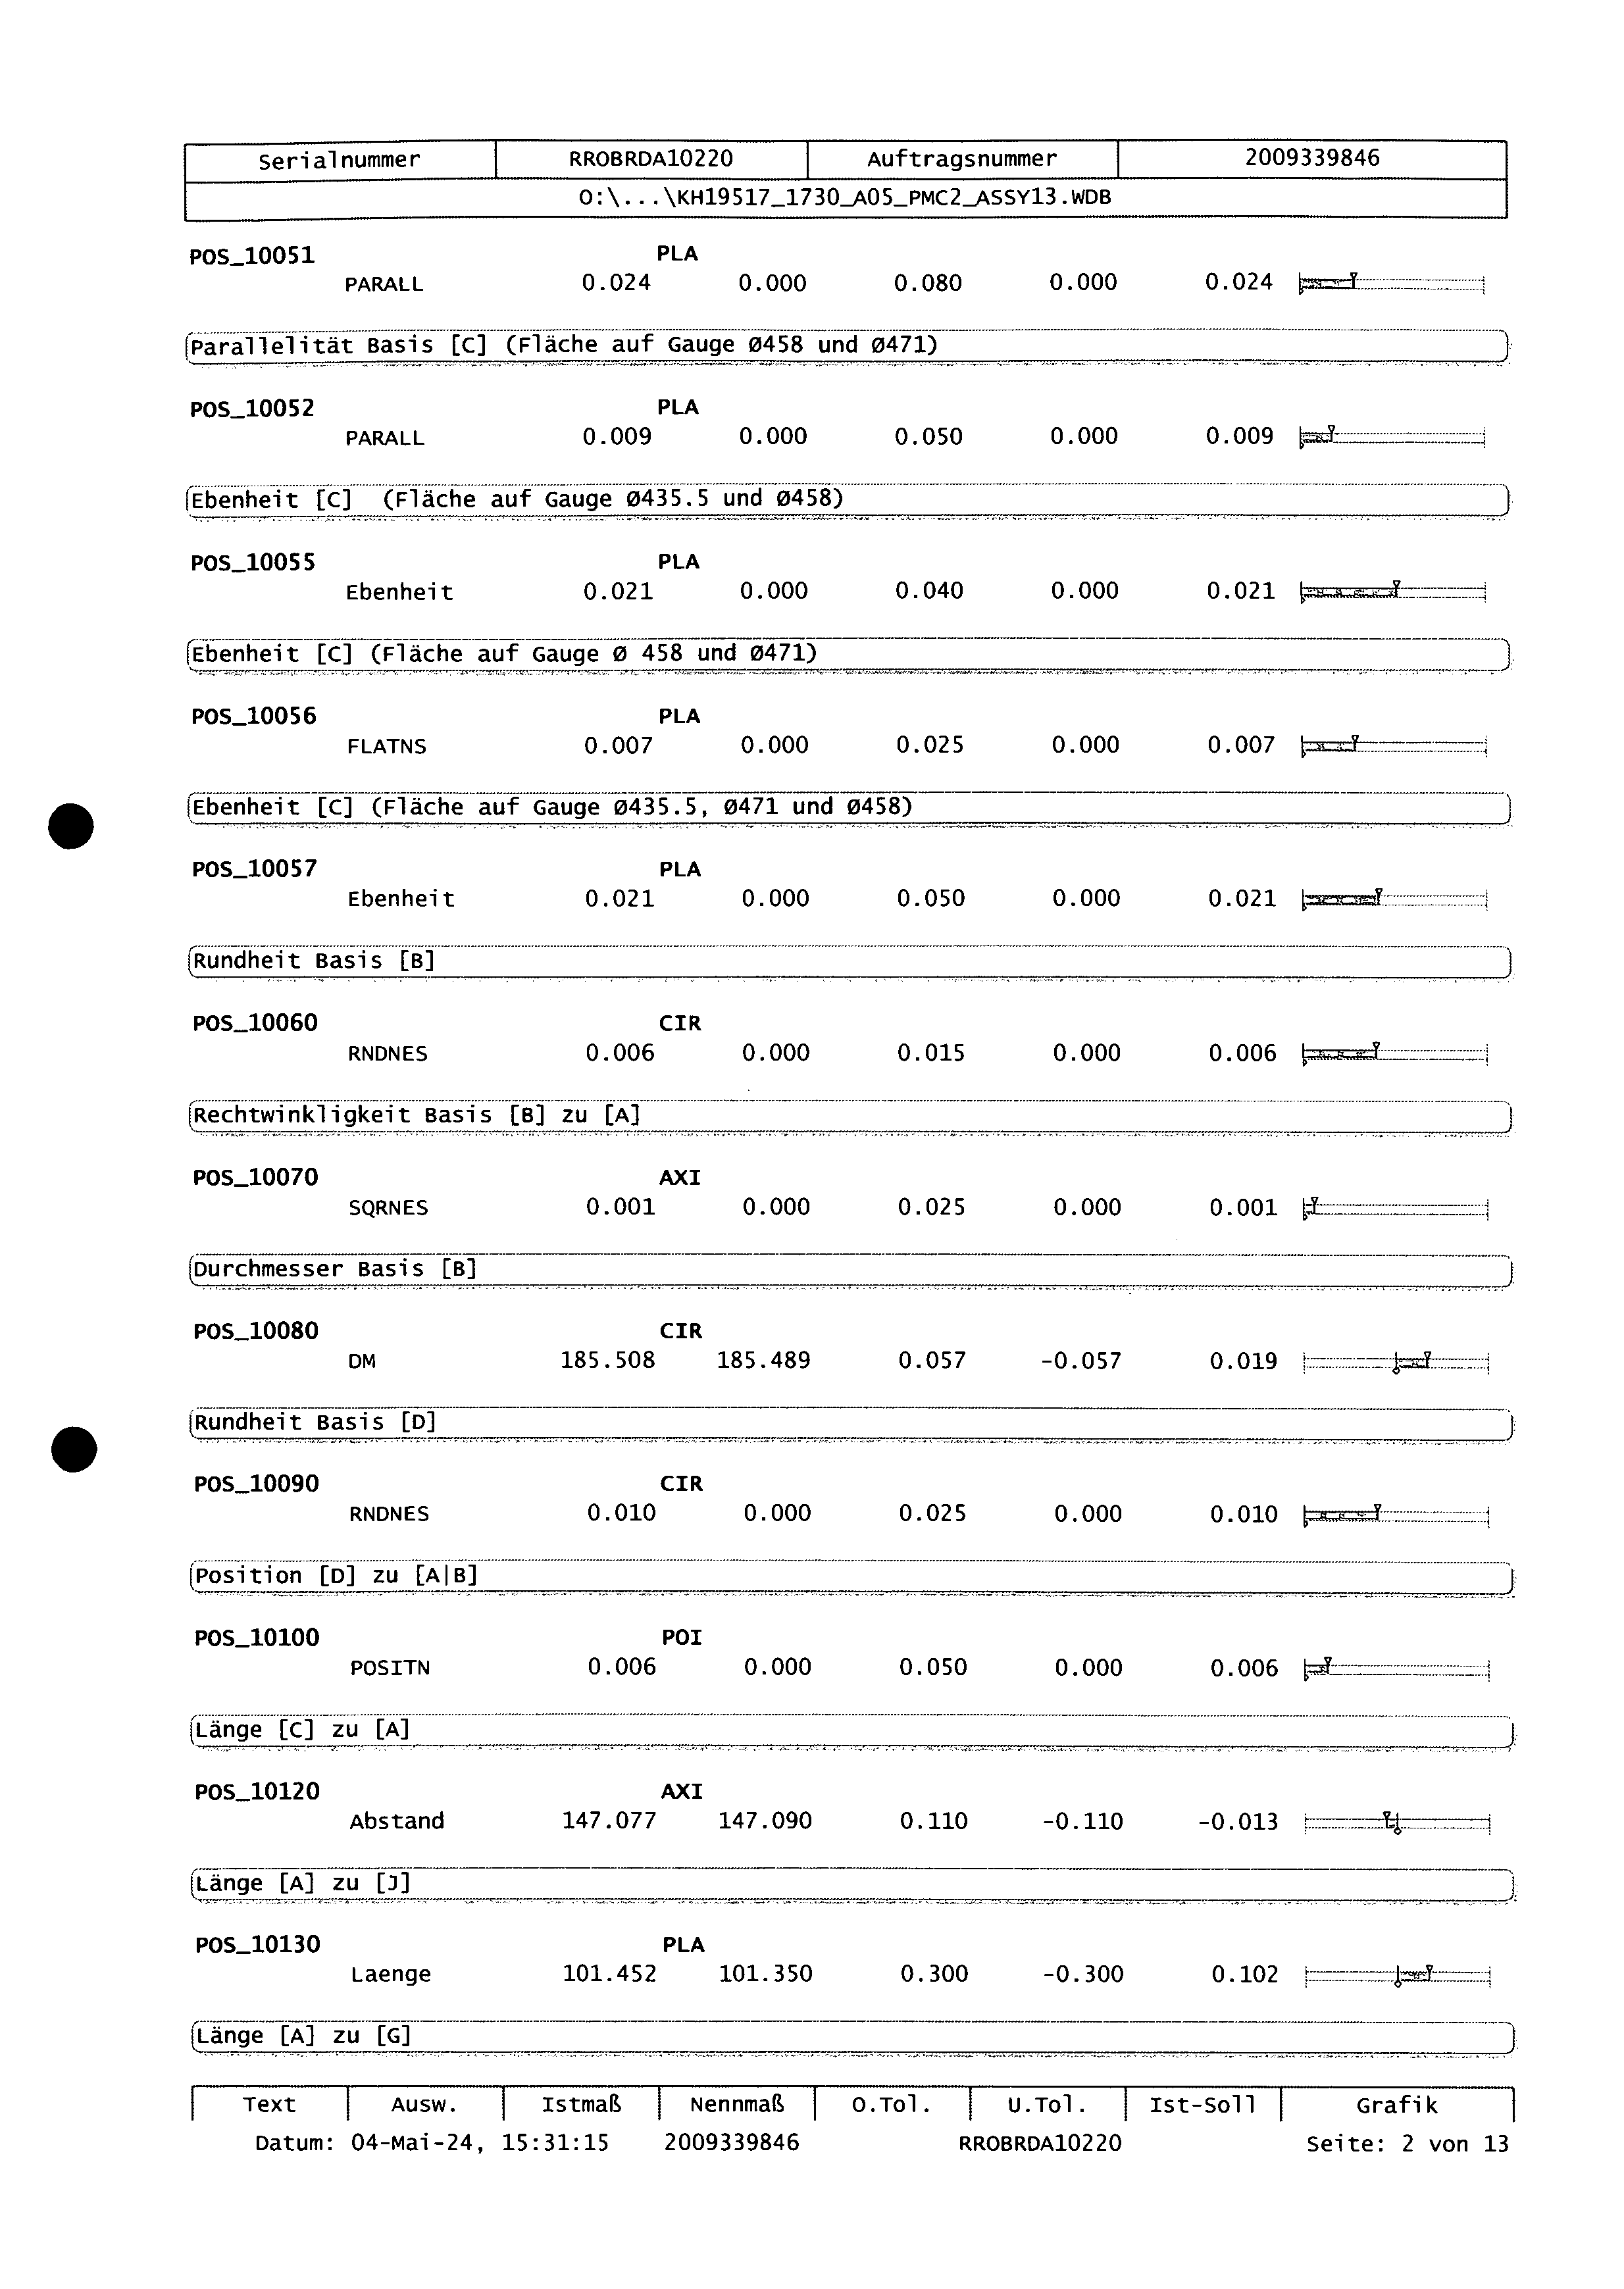 Serialnummer RROBRDA10220 Auftragsnummer 2009339846
O:\...\KH19517_1730_A05_PMC2_ASSY13.WDB
POS_10051 PLA
PARALL 0.024 0.000 0.080 0.000 0.024
Parallelität Basis [C] (Fläche auf Gauge Ø458 und Ø471)
POS_10052 PLA
PARALL 0.009 0.000 0.050 0.000 0.009
Ebenheit [C] (Fläche auf Gauge Ø435.5 und Ø458)
POS_10055 PLA
Ebenheit 0.021 0.000 0.040 0.000 0.021
Ebenheit [C] (Fläche auf Gauge Ø 458 und Ø471)
POS_10056 PLA
FLATNS 0.007 0.000 0.025 0.000 0.007
Ebenheit [C] (Fläche auf Gauge Ø435.5, Ø471 und Ø458)
POS_10057 PLA
Ebenheit 0.021 0.000 0.050 0.000 0.021
Rundheit Basis [B]
POS_10060 CIR
RNDNES 0.006 0.000 0.015 0.000 0.006
Rechtwinkligkeit Basis [B] zu [A]
POS_10070 AXI
SQRNES 0.001 0.000 0.025 0.000 0.001
Durchmesser Basis [B]
POS_10080 CIR
DM 185.508 185.489 0.057 -0.057 0.019
Rundheit Basis [D]
POS_10090 CIR
RNDNES 0.010 0.000 0.025 0.000 0.010
Position [D] zu [A|B]
POS_10100 POI
POSITN 0.006 0.000 0.050 0.000 0.006
Länge [C] zu [A]
POS_10120 AXI
Abstand 147.077 147.090 0.110 -0.110 -0.013
Länge [A] zu [J]
POS_10130 PLA
Laenge 101.452 101.350 0.300 -0.300 0.102
Länge [A] zu [G]
Text Ausw. Istmaß Nennmaß O.Tol. U.Tol. Ist-Soll Grafik
Datum: 04-Mai-24, 15:31:15 2009339846 RROBRDA10220 Seite: 2 von 13